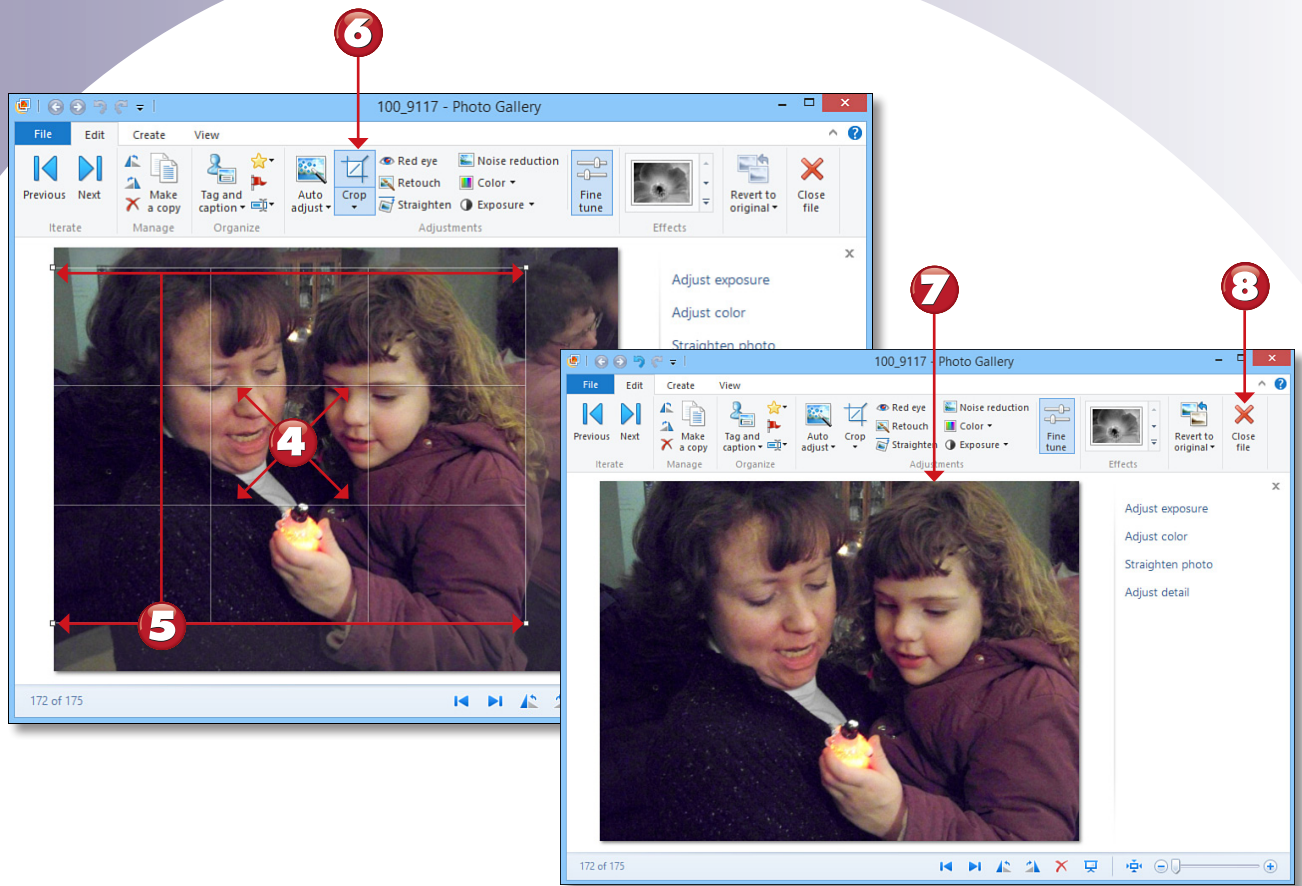 6
100_9117 - Photo Gallery
File Edit Create View
Previous Next
Make a copy
Tag and caption
Auto adjust
Crop
Red eye
Retouch
Straighten
Noise reduction
Color
Exposure
Fine tune
Revert to original
Close file
Iterate Manage Organize Adjustments Effects
Adjust exposure
Adjust color
Straighten photo
4
5
172 of 175
7
8
100_9117 - Photo Gallery
File Edit Create View
Previous Next
Make a copy
Tag and caption
Auto adjust
Crop
Red eye
Retouch
Straighten
Noise reduction
Color
Exposure
Fine tune
Revert to original
Close file
Iterate Manage Organize Adjustments Effects
Adjust exposure
Adjust color
Straighten photo
Adjust detail
172 of 175